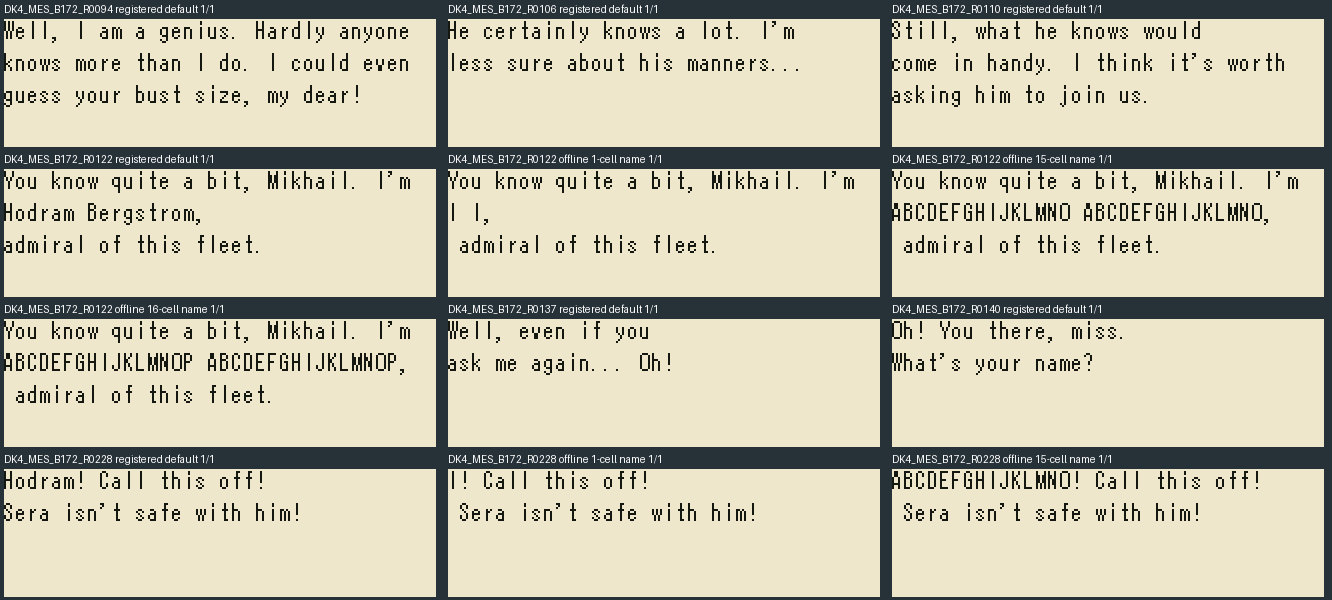 DK4_MES_B172_R0094 registered default 1/1
Well, I am a genius. Hardly anyone
knows more than I do. I could even
guess your bust size, my dear!
DK4_MES_B172_R0106 registered default 1/1
He certainly knows a lot. I'm
less sure about his manners...
DK4_MES_B172_R0110 registered default 1/1
Still, what he knows would
come in handy. I think it's worth
asking him to join us.
DK4_MES_B172_R0122 registered default 1/1
You know quite a bit, Mikhail. I'm
Hodram Bergstrom,
admiral of this fleet.
DK4_MES_B172_R0122 offline 1-cell name 1/1
You know quite a bit, Mikhail. I'm
I I,
admiral of this fleet.
DK4_MES_B172_R0122 offline 15-cell name 1/1
You know quite a bit, Mikhail. I'm
ABCDEFGHIJKLMNO ABCDEFGHIJKLMNO,
admiral of this fleet.
DK4_MES_B172_R0122 offline 16-cell name 1/1
You know quite a bit, Mikhail. I'm
ABCDEFGHIJKLMNOP ABCDEFGHIJKLMNOP,
admiral of this fleet.
DK4_MES_B172_R0137 registered default 1/1
Well, even if you
ask me again... Oh!
DK4_MES_B172_R0140 registered default 1/1
Oh! You there, miss.
What's your name?
DK4_MES_B172_R0228 registered default 1/1
Hodram! Call this off!
Sera isn't safe with him!
DK4_MES_B172_R0228 offline 1-cell name 1/1
I! Call this off!
Sera isn't safe with him!
DK4_MES_B172_R0228 offline 15-cell name 1/1
ABCDEFGHIJKLMNO! Call this off!
Sera isn't safe with him!